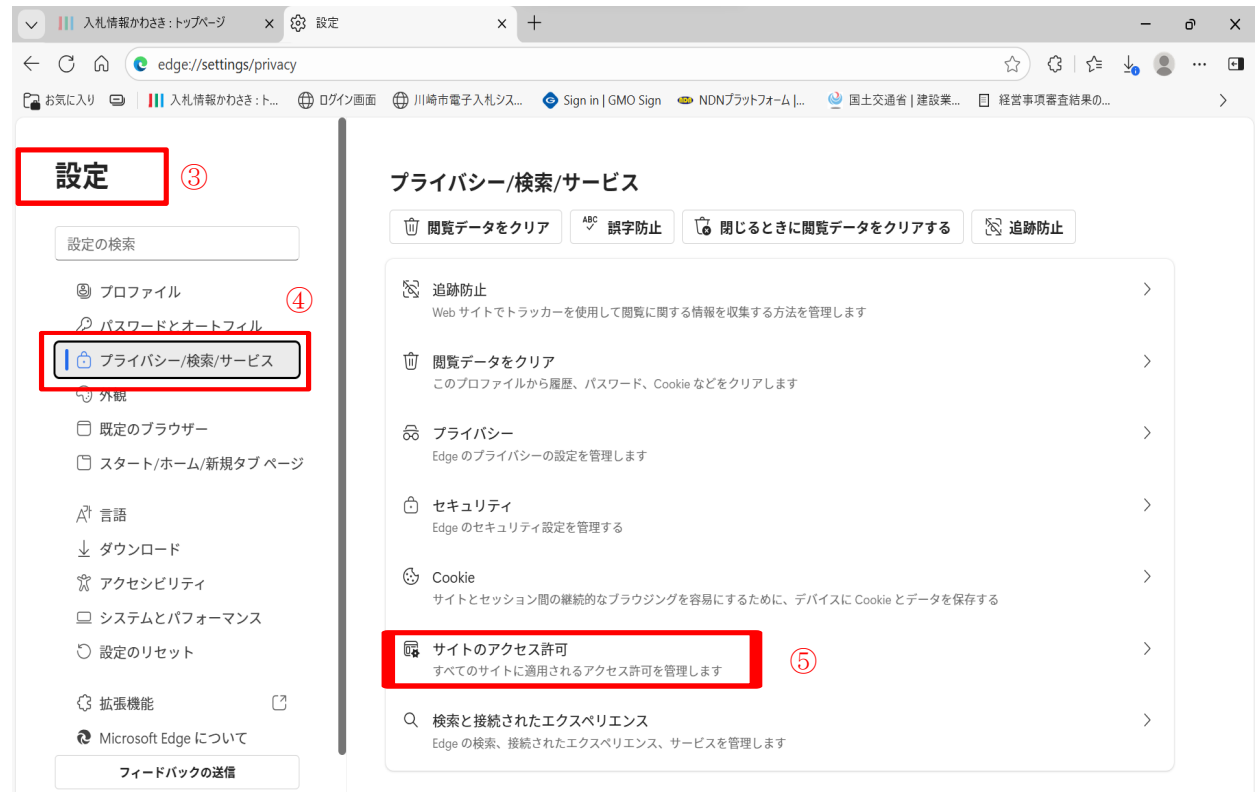 入札情報かわさき : トップページ
設定
edge://settings/privacy
お気に入り
入札情報かわさき : ト...
ログイン画面
川崎市電子入札シス...
Sign in | GMO Sign
NDNプラットフォーム |...
国土交通省 | 建設業...
経営事項審査結果の...
設定
③
設定の検索
プロファイル
④
パスワードとオートフィル
プライバシー/検索/サービス
外観
既定のブラウザー
スタート/ホーム/新規タブ ページ
言語
ダウンロード
アクセシビリティ
システムとパフォーマンス
設定のリセット
拡張機能
Microsoft Edge について
フィードバックの送信
プライバシー/検索/サービス
閲覧データをクリア
ABC 誤字防止
閉じるときに閲覧データをクリアする
追跡防止
追跡防止
Web サイトでトラッカーを使用して閲覧に関する情報を収集する方法を管理します
閲覧データをクリア
このプロファイルから履歴、パスワード、Cookie などをクリアします
プライバシー
Edge のプライバシーの設定を管理します
セキュリティ
Edge のセキュリティ設定を管理する
Cookie
サイトとセッション間の継続的なブラウジングを容易にするために、デバイスに Cookie とデータを保存する
サイトのアクセス許可
すべてのサイトに適用されるアクセス許可を管理します
⑤
検索と接続されたエクスペリエンス
Edge の検索、接続されたエクスペリエンス、サービスを管理します